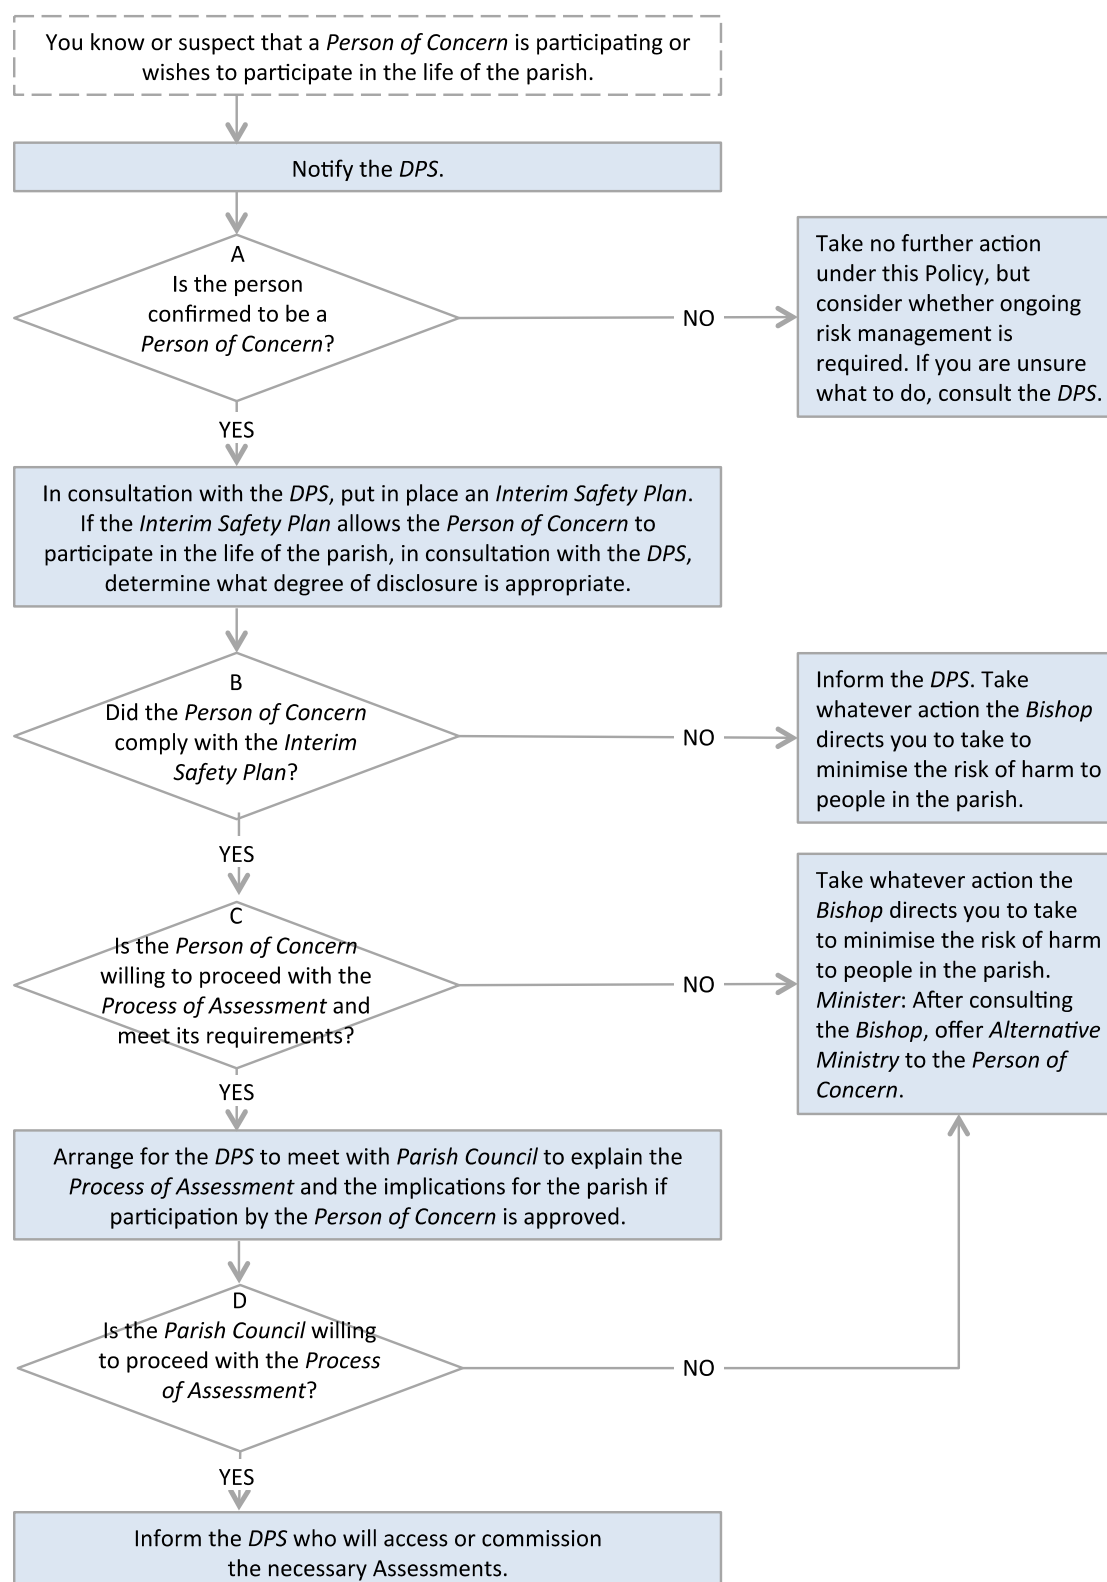 You know or suspect that a Person of Concern is participating or
wishes to participate in the life of the parish.
Notify the DPS.
A
Is the person
confirmed to be a
Person of Concern?
NO
Take no further action
under this Policy, but
consider whether ongoing
risk management is
required. If you are unsure
what to do, consult the DPS.
YES
In consultation with the DPS, put in place an Interim Safety Plan.
If the Interim Safety Plan allows the Person of Concern to
participate in the life of the parish, in consultation with the DPS,
determine what degree of disclosure is appropriate.
B
Did the Person of Concern
comply with the Interim
Safety Plan?
NO
Inform the DPS. Take
whatever action the Bishop
directs you to take to
minimise the risk of harm to
people in the parish.
YES
C
Is the Person of Concern
willing to proceed with the
Process of Assessment and
meet its requirements?
NO
Take whatever action the
Bishop directs you to take
to minimise the risk of harm
to people in the parish.
Minister: After consulting
the Bishop, offer Alternative
Ministry to the Person of
Concern.
YES
Arrange for the DPS to meet with Parish Council to explain the
Process of Assessment and the implications for the parish if
participation by the Person of Concern is approved.
D
Is the Parish Council willing
to proceed with the Process
of Assessment?
NO
YES
Inform the DPS who will access or commission
the necessary Assessments.